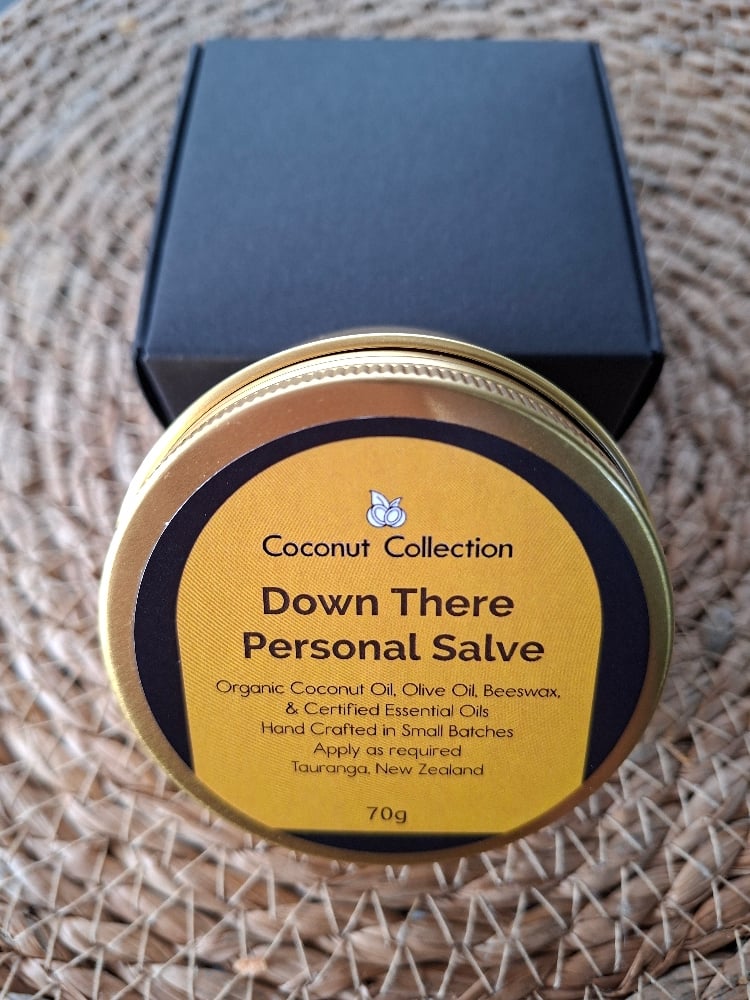 Coconut Collection
Down There
Personal Salve
Organic Coconut Oil, Olive Oil, Beeswax,
& Certified Essential Oils
Hand Crafted in Small Batches
Apply as required
Tauranga, New Zealand
70g